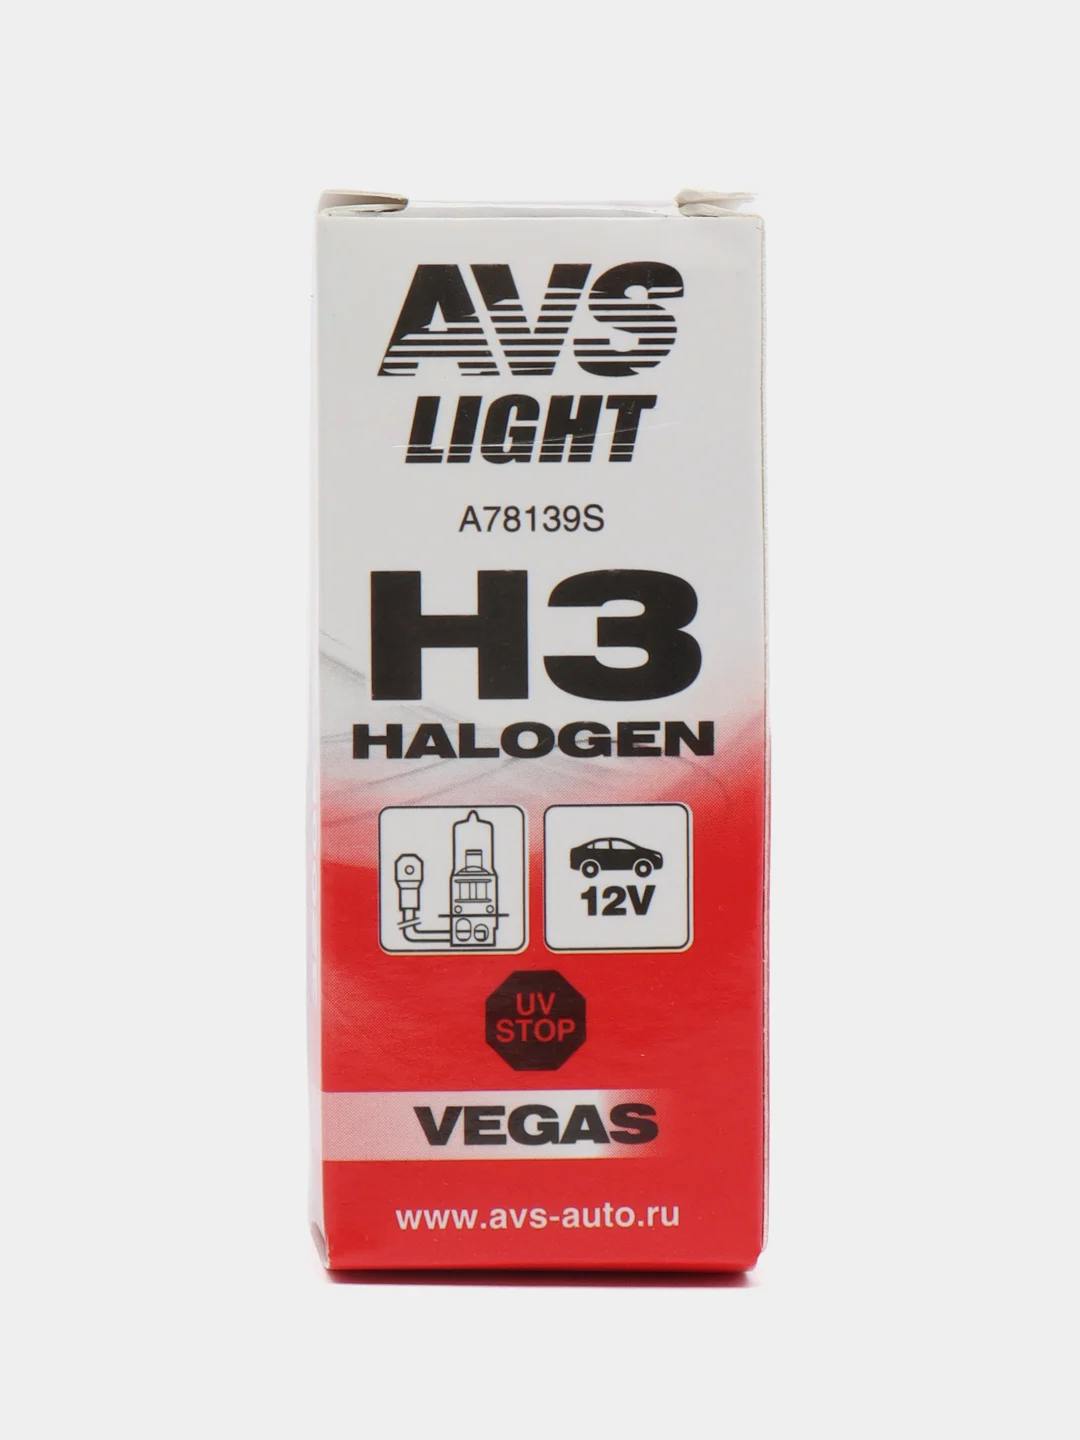 AVS
LIGHT
A78139S
H3
HALOGEN
12V
UV
STOP
VEGAS
www.avs-auto.ru